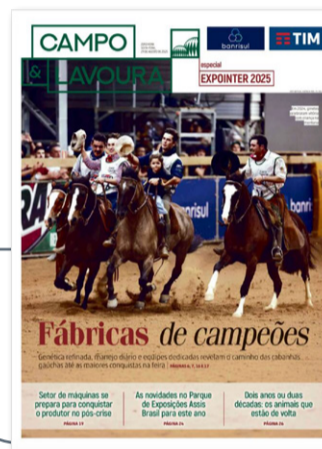 CAMPO
& LAVOURA
banrisul
TIM
especial
EXPOINTER 2025
banrisul
banri
Fábricas de campeões
Genética refinada, manejo diário e equipes dedicadas revelam o caminho das cabanhas
gaúchas até as maiores conquistas na feira
Setor de máquinas se
prepara para conquistar
o produtor no pós-crise
As novidades no Parque
de Exposições Assis
Brasil para este ano
Dois anos ou duas
décadas: os animais que
estão de volta